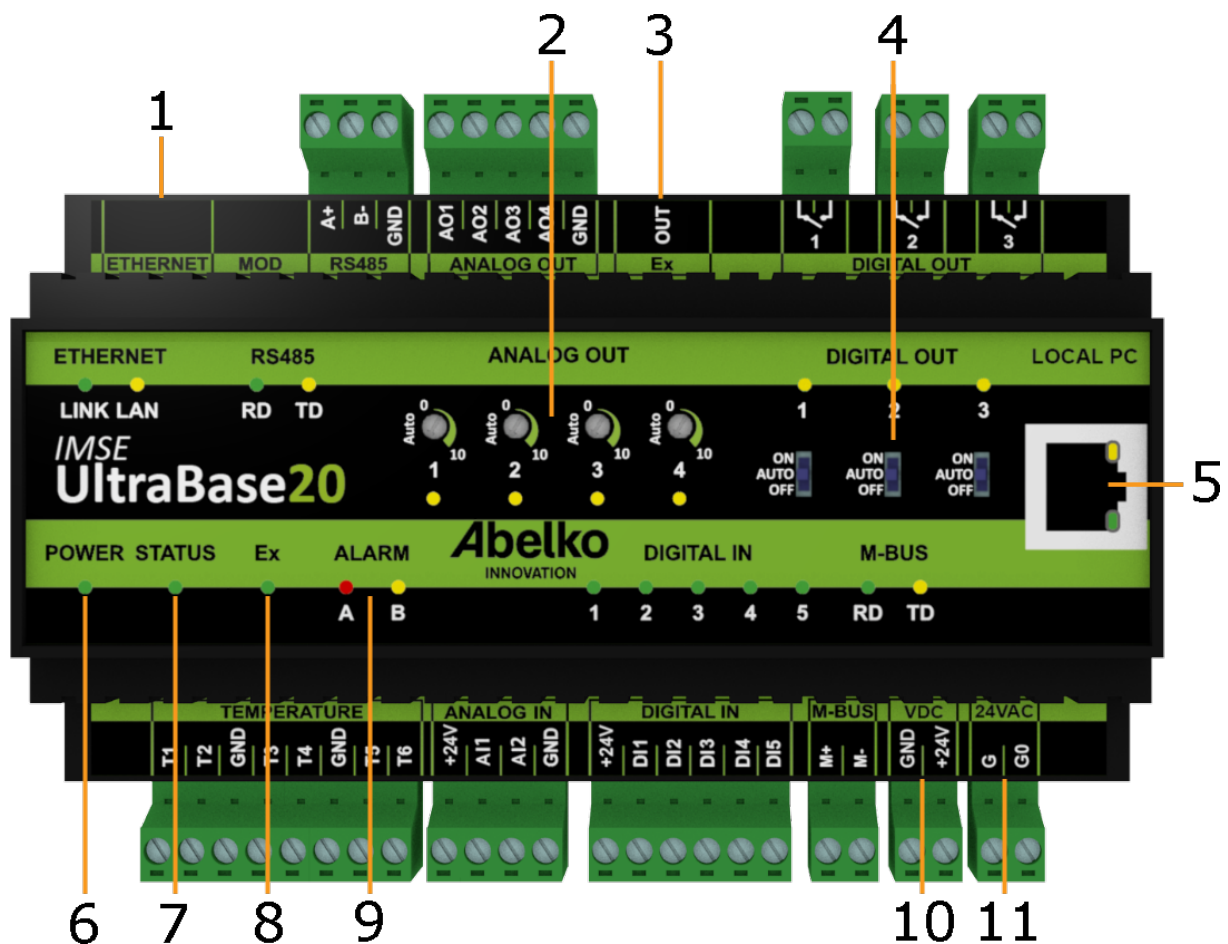 1 2 3 4
A+ B- GND AO1 AO2 AO3 AO4 GND OUT 1 2 3
ETHERNET MOD RS485 ANALOG OUT Ex DIGITAL OUT
ETHERNET RS485 ANALOG OUT DIGITAL OUT LOCAL PC
LINK LAN RD TD 1 2 3
Auto 0 10 Auto 0 10 Auto 0 10 Auto 0 10
IMSE
UltraBase20
1 2 3 4
ON AUTO OFF ON AUTO OFF ON AUTO OFF
5
POWER STATUS Ex ALARM Abelko DIGITAL IN M-BUS
INNOVATION
A B 1 2 3 4 5 RD TD
TEMPERATURE ANALOG IN DIGITAL IN M-BUS VDC 24VAC
T1 T2 GND T3 T4 GND T5 T6 +24V AI1 AI2 GND +24V DI1 DI2 DI3 DI4 DI5 M+ M- GND +24V G G0
6 7 8 9 10 11